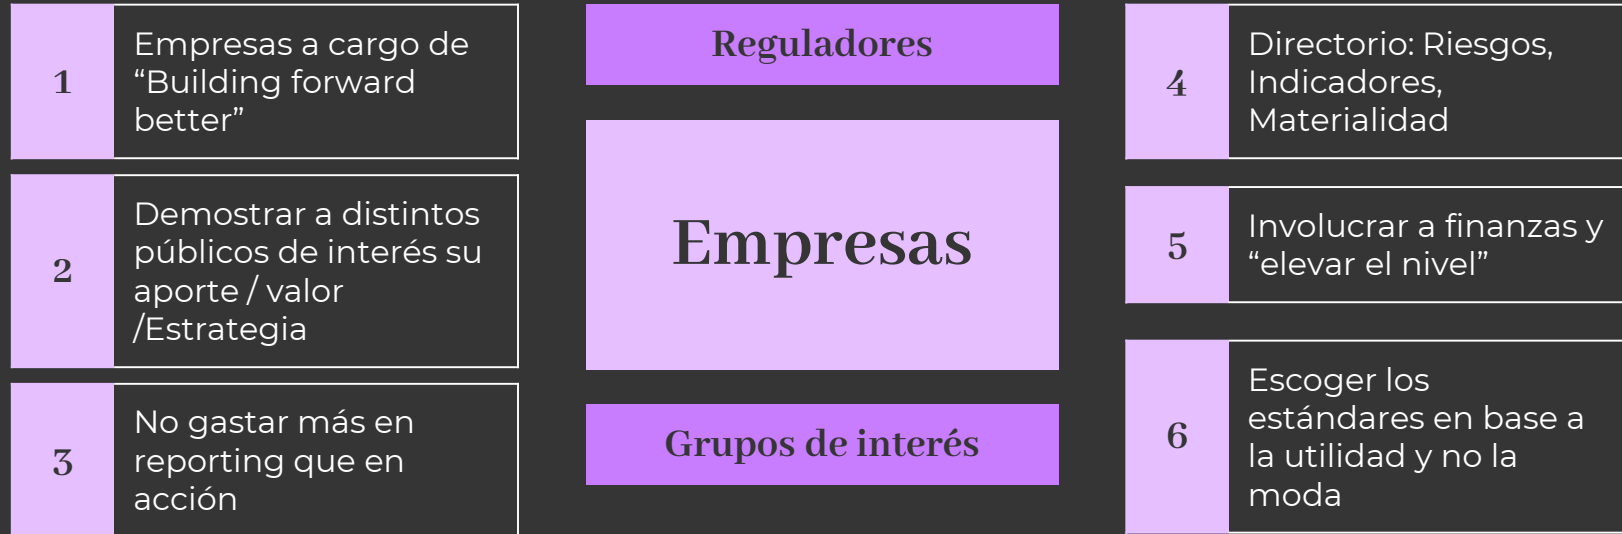 1
Empresas a cargo de
“Building forward
better”
2
Demostrar a distintos
públicos de interés su
aporte / valor
/Estrategia
3
No gastar más en
reporting que en
acción
Reguladores
Empresas
Grupos de interés
4
Directorio: Riesgos,
Indicadores,
Materialidad
5
Involucrar a finanzas y
“elevar el nivel”
6
Escoger los
estándares en base a
la utilidad y no la
moda